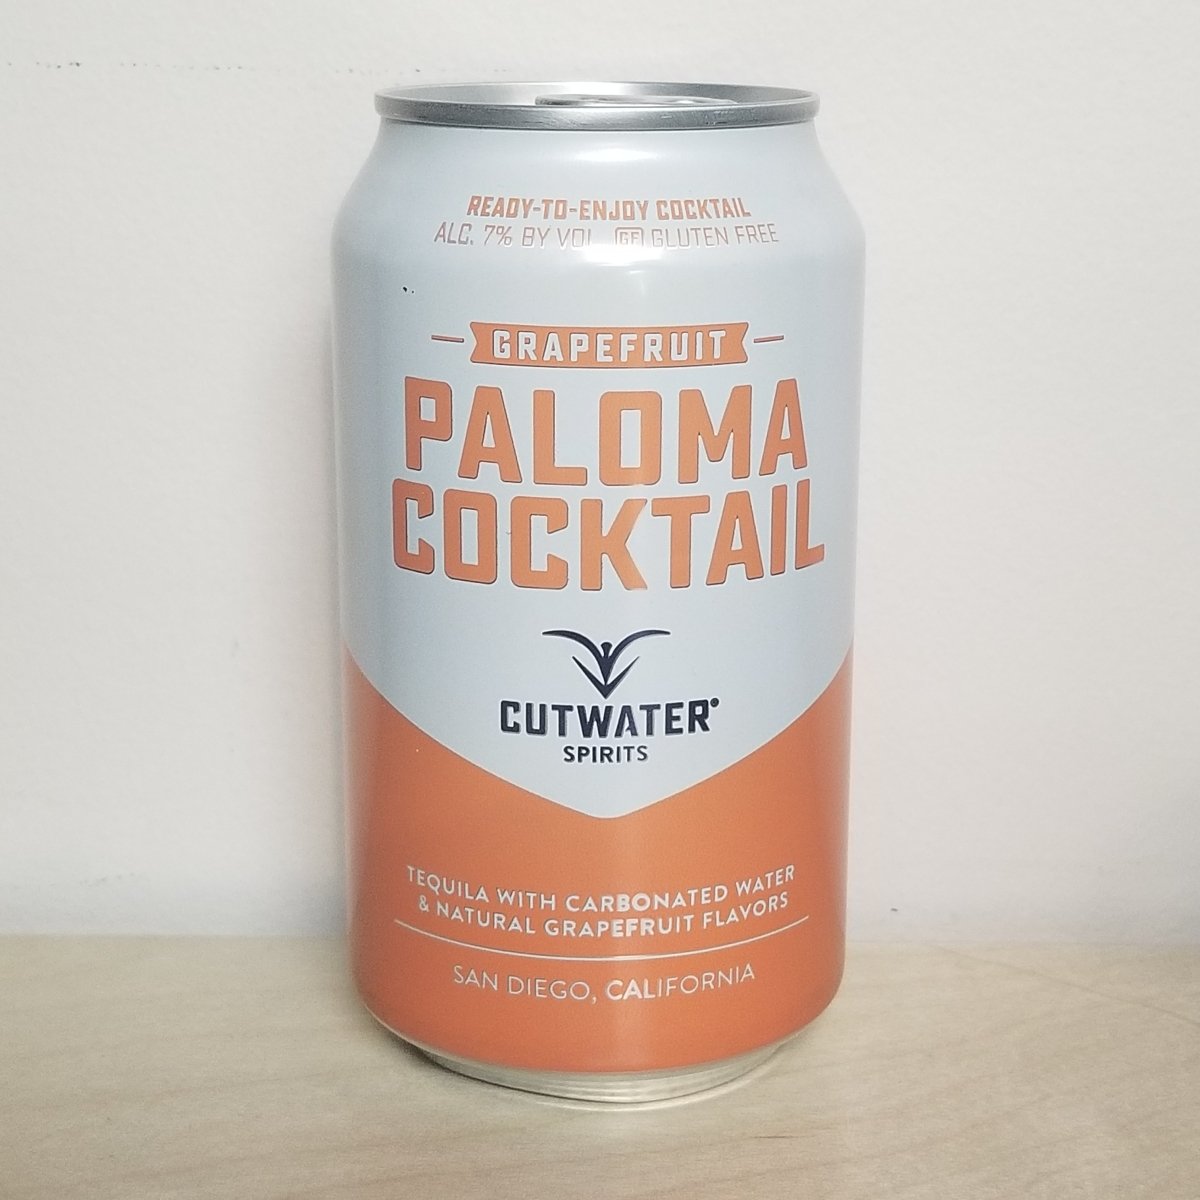 READY-TO-ENJOY COCKTAIL
ALC. 7% BY VOL. GF GLUTEN FREE
GRAPEFRUIT
PALOMA
COCKTAIL
CUTWATER®
SPIRITS
TEQUILA WITH CARBONATED WATER
& NATURAL GRAPEFRUIT FLAVORS
SAN DIEGO, CALIFORNIA